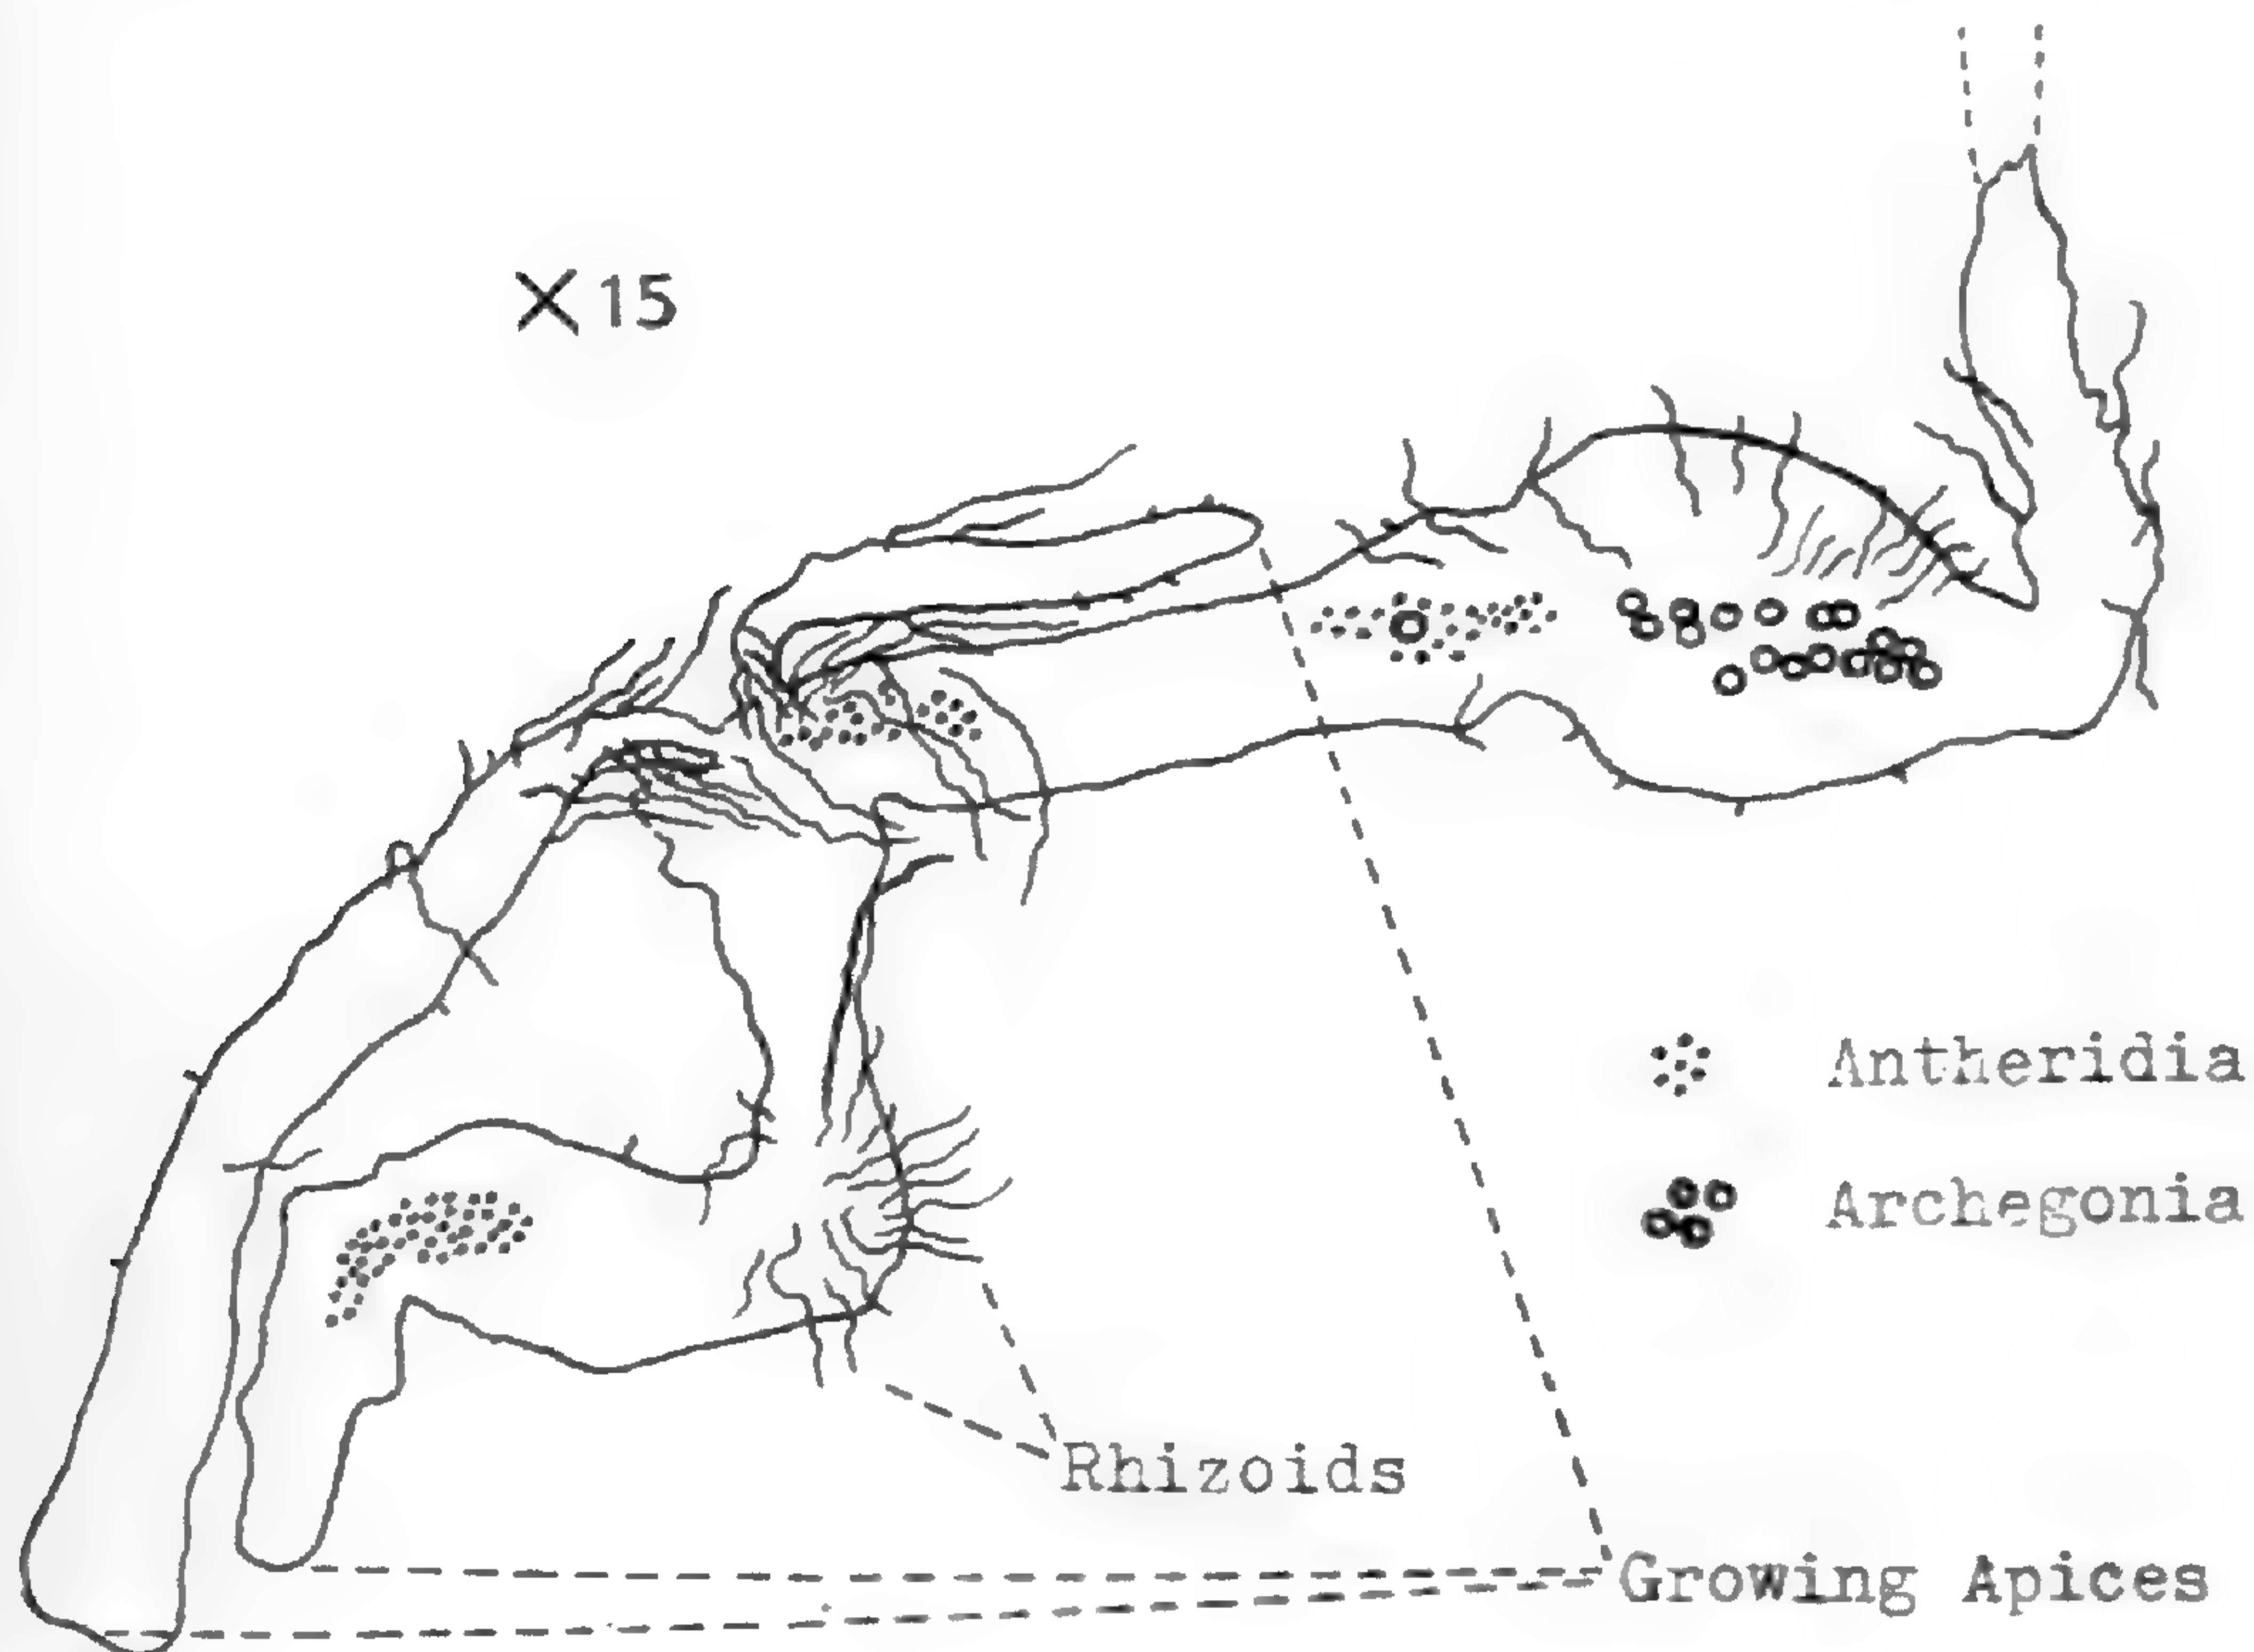 X15
Antheridia
Archegonia
Rhizoids
Growing Apices